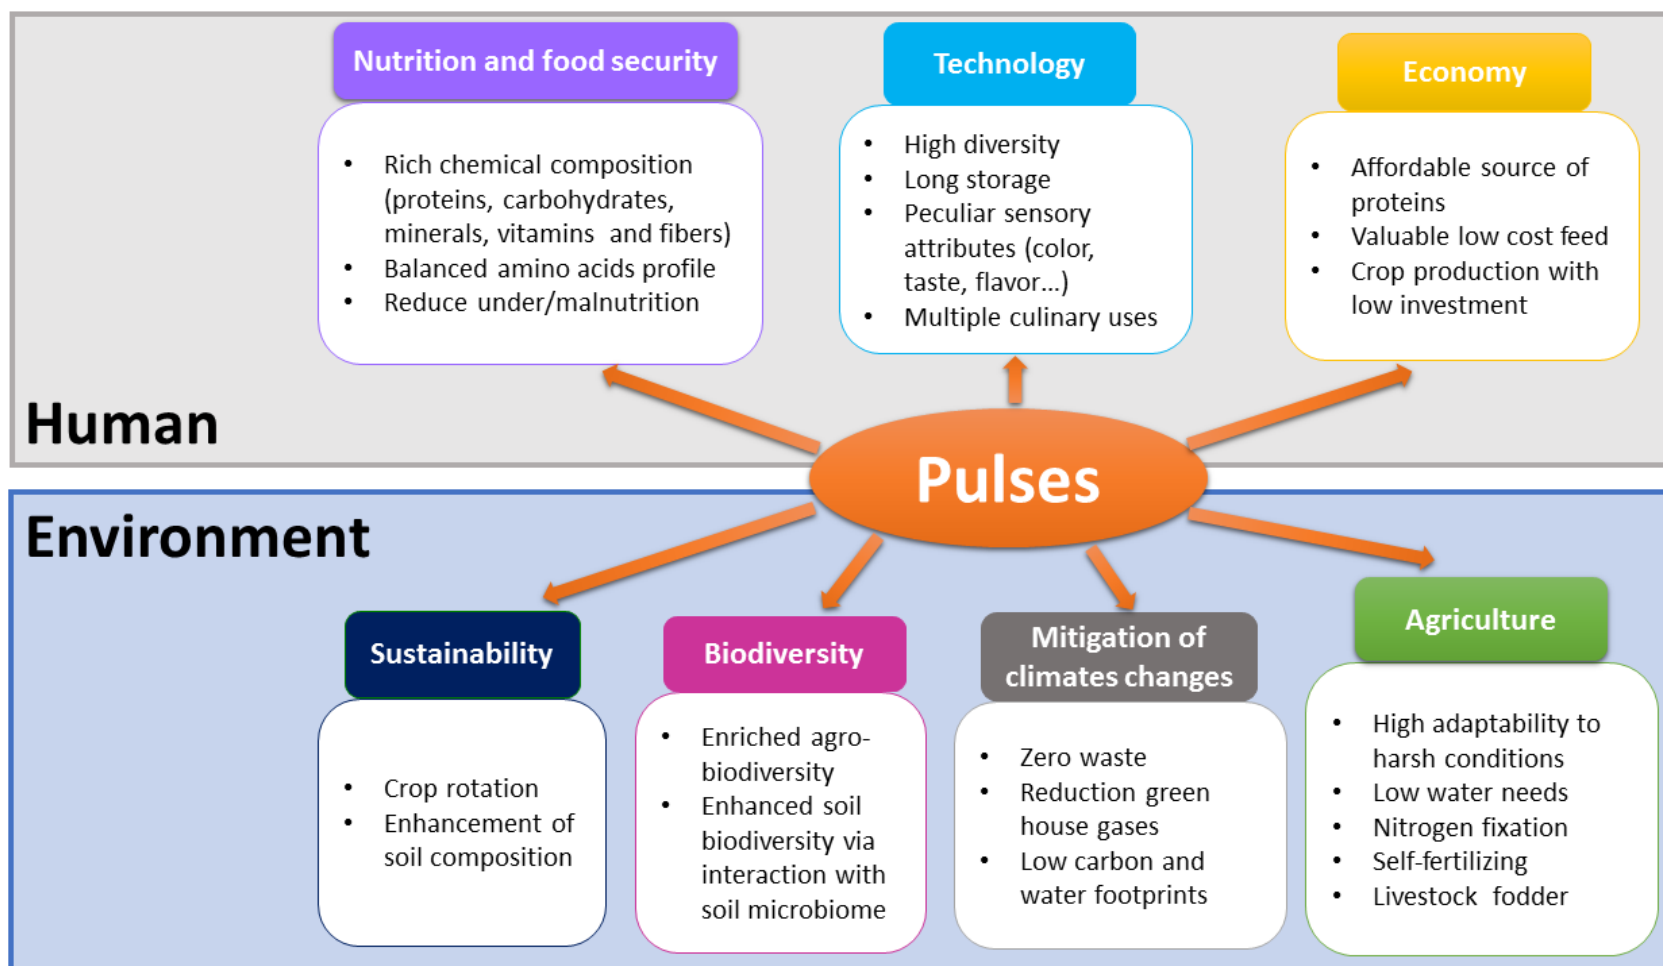 Nutrition and food security
• Rich chemical composition
(proteins, carbohydrates,
minerals, vitamins and fibers)
• Balanced amino acids profile
• Reduce under/malnutrition
Technology
• High diversity
• Long storage
• Peculiar sensory
attributes (color,
taste, flavor...)
• Multiple culinary uses
Economy
• Affordable source of
proteins
• Valuable low cost feed
• Crop production with
low investment
Human
Pulses
Environment
Sustainability
• Crop rotation
• Enhancement of
soil composition
Biodiversity
• Enriched agro-
biodiversity
• Enhanced soil
biodiversity via
interaction with
soil microbiome
Mitigation of
climates changes
• Zero waste
• Reduction green
house gases
• Low carbon and
water footprints
Agriculture
• High adaptability to
harsh conditions
• Low water needs
• Nitrogen fixation
• Self-fertilizing
• Livestock fodder